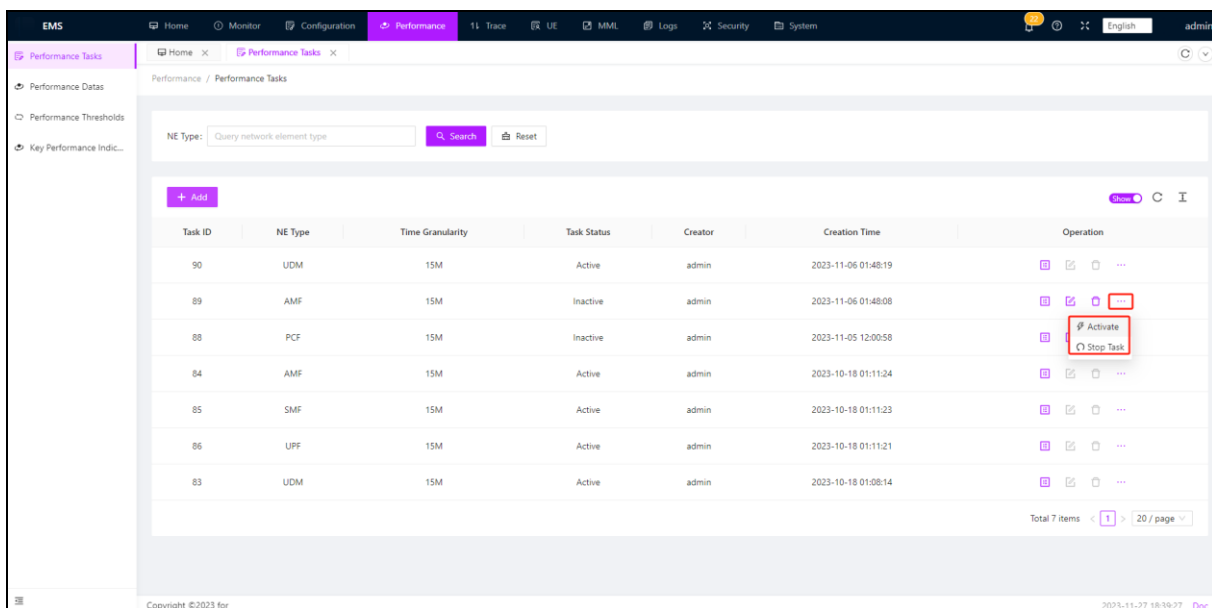 EMS Home Monitor Configuration Performance Trace UE MML Logs Security System 22 English admin
Performance Tasks
Performance Datas
Performance Thresholds
Key Performance Indic...
Home Performance Tasks
Performance / Performance Tasks
NE Type: Query network element type Search Reset
+ Add Show
Task ID NE Type Time Granularity Task Status Creator Creation Time Operation
90 UDM 15M Active admin 2023-11-06 01:48:19 ...
89 AMF 15M Inactive admin 2023-11-06 01:48:08 ...
Activate
88 PCF 15M Inactive admin 2023-11-05 12:00:58
Stop Task
84 AMF 15M Active admin 2023-10-18 01:11:24 ...
85 SMF 15M Active admin 2023-10-18 01:11:23 ...
86 UPF 15M Active admin 2023-10-18 01:11:21 ...
83 UDM 15M Active admin 2023-10-18 01:08:14 ...
Total 7 items < 1 > 20 / page
Copyright ©2023 for 2023-11-27 18:39:27 Doc